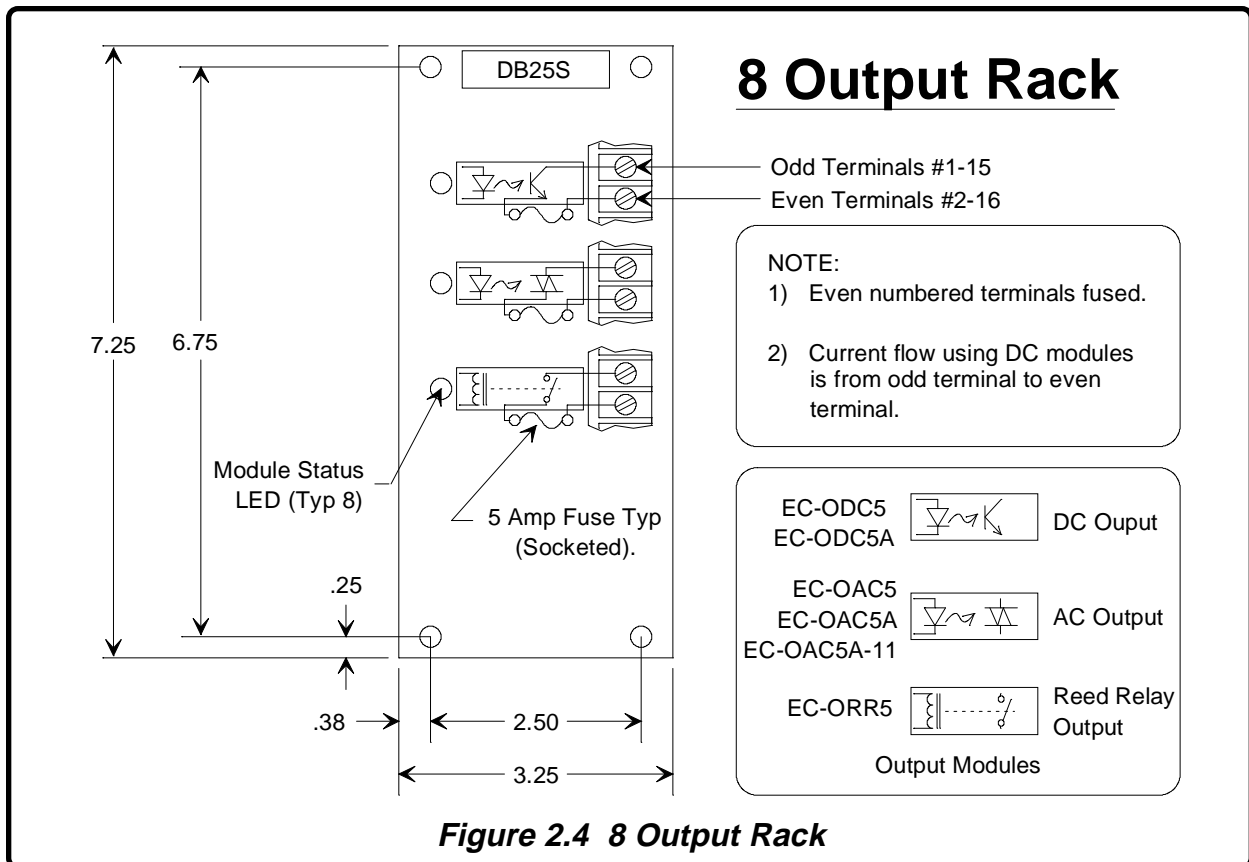 DB25S
8 Output Rack
Odd Terminals #1-15
Even Terminals #2-16
NOTE:
1) Even numbered terminals fused.
2) Current flow using DC modules
is from odd terminal to even
terminal.
7.25
6.75
Module Status
LED (Typ 8)
5 Amp Fuse Typ
(Socketed).
.25
.38
2.50
3.25
EC-ODC5
EC-ODC5A
DC Ouput
EC-OAC5
EC-OAC5A
EC-OAC5A-11
AC Output
EC-ORR5
Reed Relay
Output
Output Modules
Figure 2.4 8 Output Rack